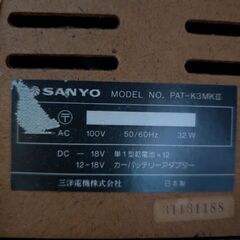 SANYO MODEL NO. PAT-K3MKⅡ
〒
AC 100V 50/60Hz 32W
DC 18V 単1型乾電池×12
12-18V カーバッテリーアダプター
三洋電機株式会社 日本製
31131188